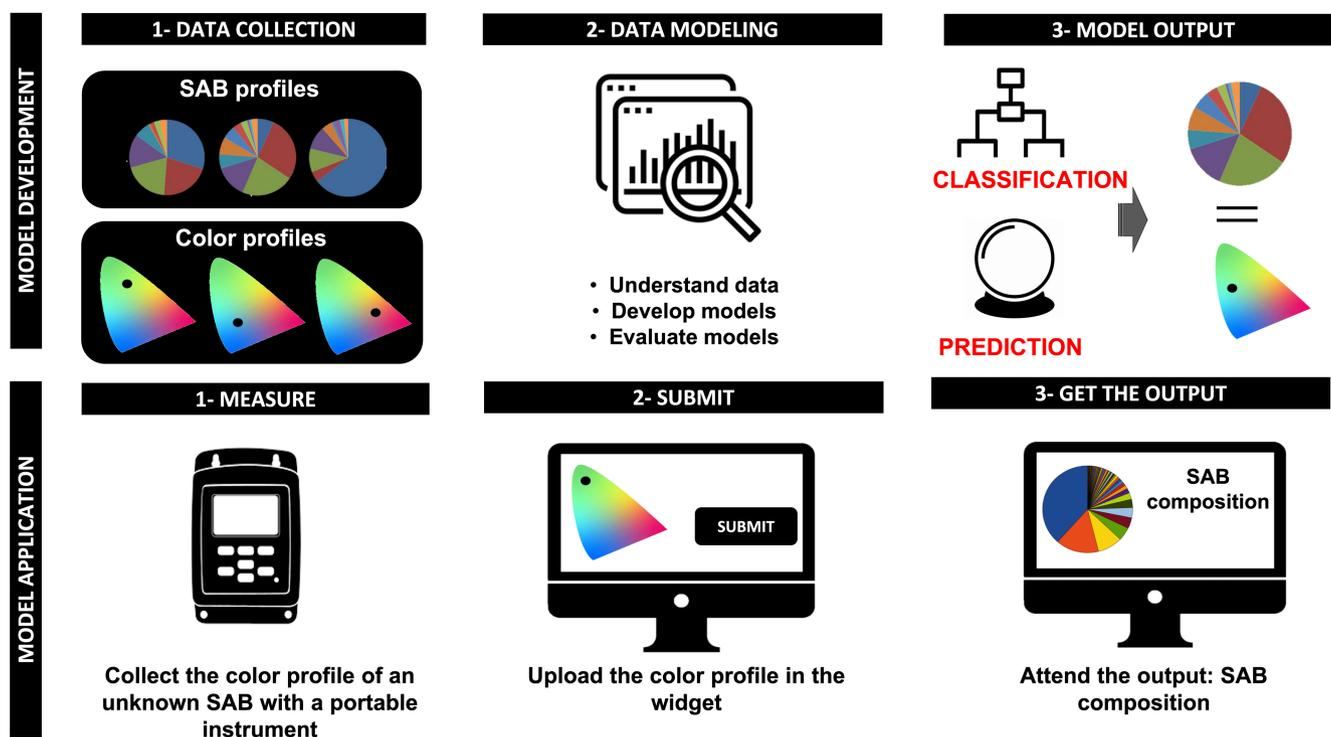 MODEL DEVELOPMENT
1- DATA COLLECTION
SAB profiles
Color profiles
2- DATA MODELING
• Understand data
• Develop models
• Evaluate models
3- MODEL OUTPUT
CLASSIFICATION
PREDICTION
MODEL APPLICATION
1- MEASURE
Collect the color profile of an
unknown SAB with a portable
instrument
2- SUBMIT
SUBMIT
Upload the color profile in the
widget
3- GET THE OUTPUT
SAB
composition
Attend the output: SAB
composition